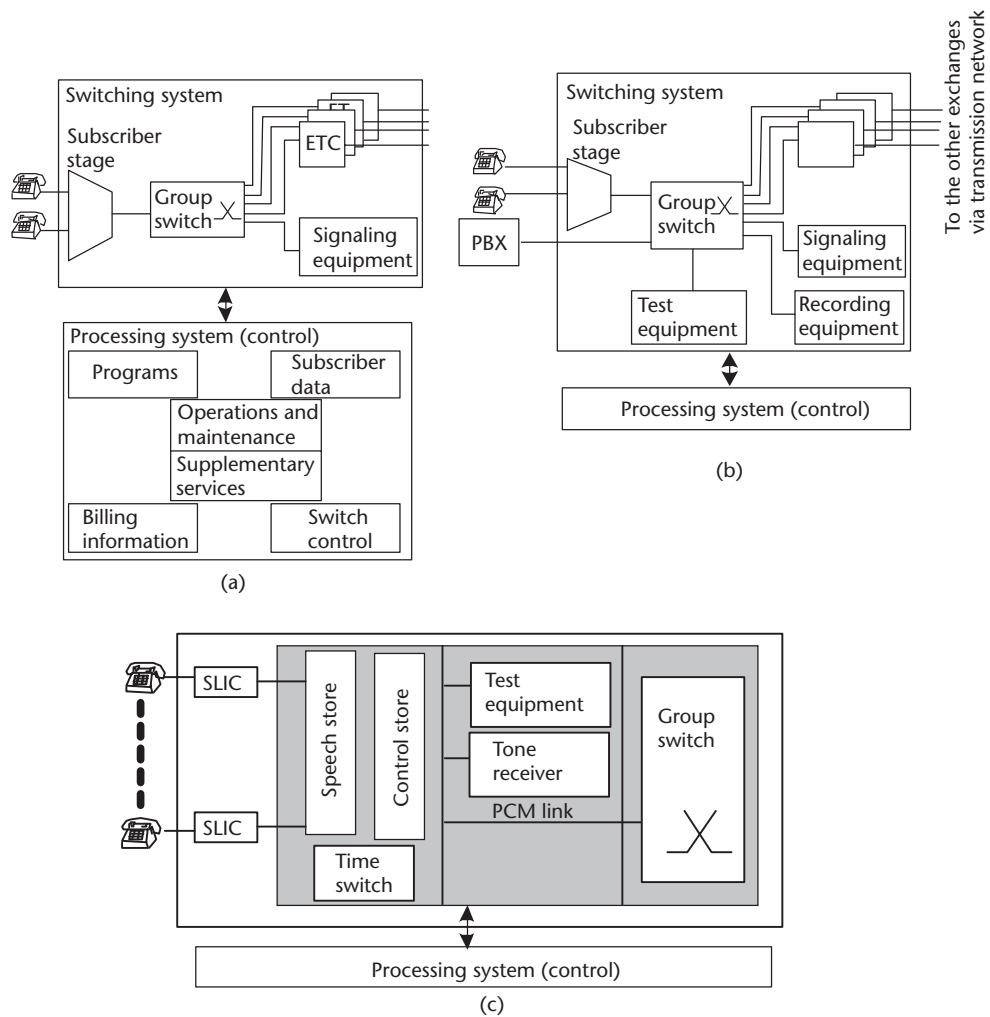 Switching system
Subscriber
stage
ET
ETC
Group
switch
Signaling
equipment
Processing system (control)
Programs
Subscriber
data
Operations and
maintenance
Supplementary
services
Billing
information
Switch
control
(a)
To the other exchanges
via transmission network
Switching system
Subscriber
stage
PBX
Group
switch
Signaling
equipment
Test
equipment
Recording
equipment
Processing system (control)
(b)
SLIC
SLIC
Speech store
Control store
Time
switch
Test
equipment
Tone
receiver
PCM link
Group
switch
Processing system (control)
(c)